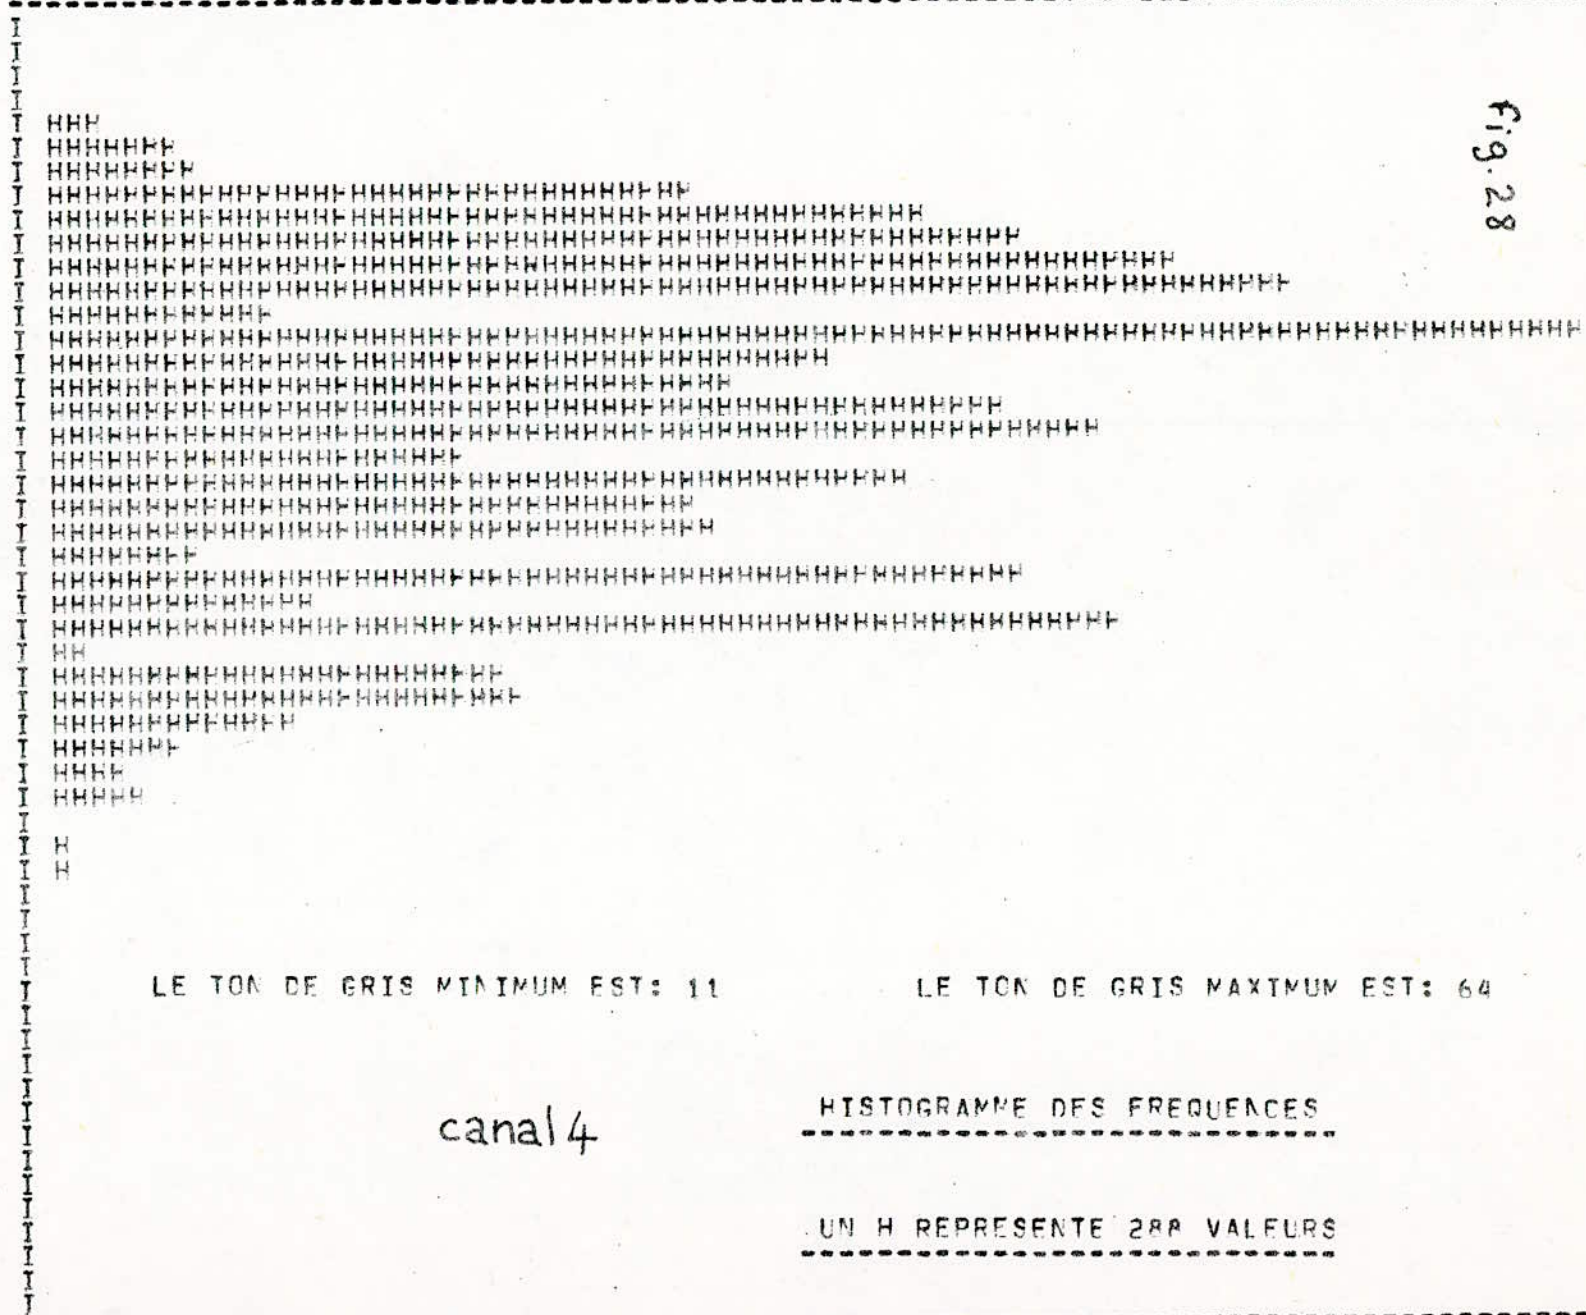 fig.28
LE TON DE GRIS MINIMUM EST: 11 LE TON DE GRIS MAXIMUM EST: 64
canal 4
HISTOGRAMME DES FREQUENCES
UN H REPRESENTE 288 VALEURS